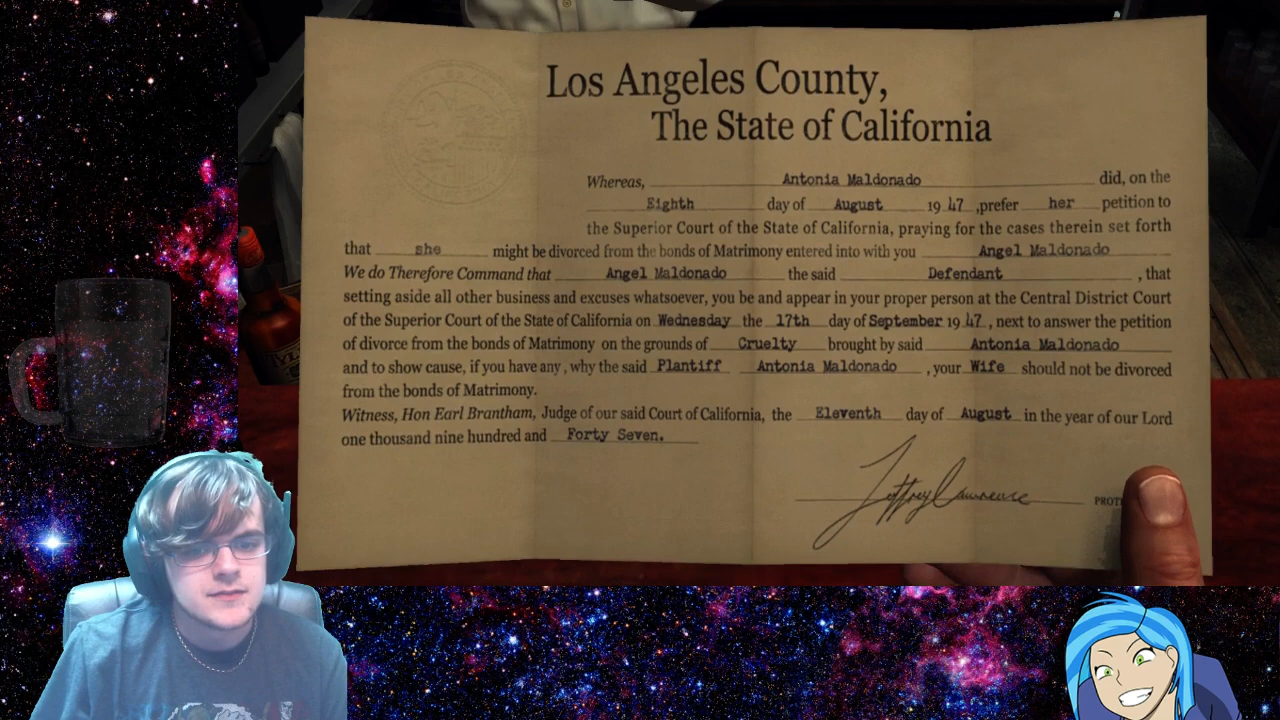 Los Angeles County,
The State of California
Whereas, Antonia Maldonado did, on the
Eighth day of August 19 47 ,prefer her petition to
the Superior Court of the State of California, praying for the cases therein set forth
that she might be divorced from the bonds of Matrimony entered into with you Angel Maldonado
We do Therefore Command that Angel Maldonado the said Defendant , that
setting aside all other business and excuses whatsoever, you be and appear in your proper person at the Central District Court
of the Superior Court of the State of California on Wednesday the 17th day of September 19 47 , next to answer the petition
of divorce from the bonds of Matrimony on the grounds of Cruelty brought by said Antonia Maldonado
and to show cause, if you have any , why the said Plantiff Antonia Maldonado , your Wife should not be divorced
from the bonds of Matrimony.
Witness, Hon Earl Brantham, Judge of our said Court of California, the Eleventh day of August in the year of our Lord
one thousand nine hundred and Forty Seven.
Jeffrey Lawrence